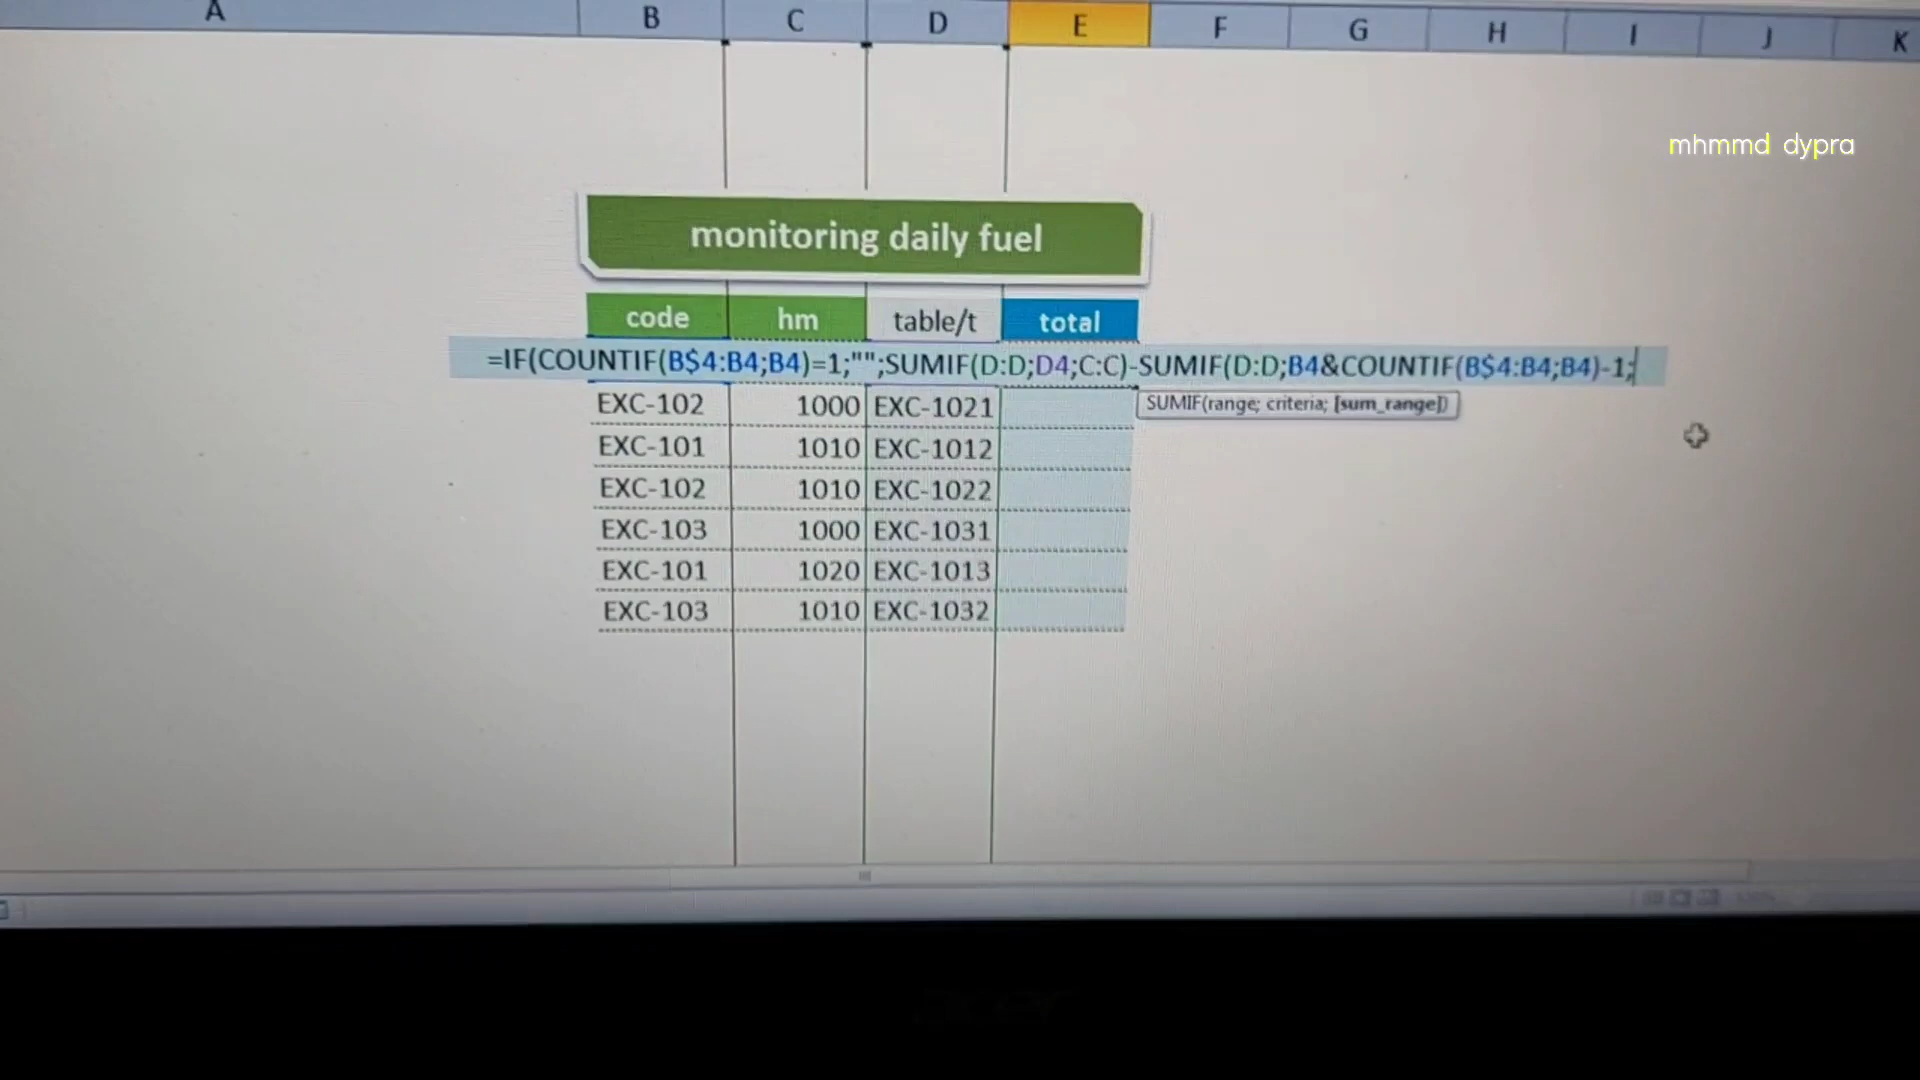 A B C D E F G H I J K
mhmmd dypra
monitoring daily fuel
code hm table/t total
=IF(COUNTIF(B$4:B4;B4)=1;"";SUMIF(D:D;D4;C:C)-SUMIF(D:D;B4&COUNTIF(B$4:B4;B4)-1;
SUMIF(range; criteria; [sum_range])
EXC-102 1000 EXC-1021
EXC-101 1010 EXC-1012
EXC-102 1010 EXC-1022
EXC-103 1000 EXC-1031
EXC-101 1020 EXC-1013
EXC-103 1010 EXC-1032
acer